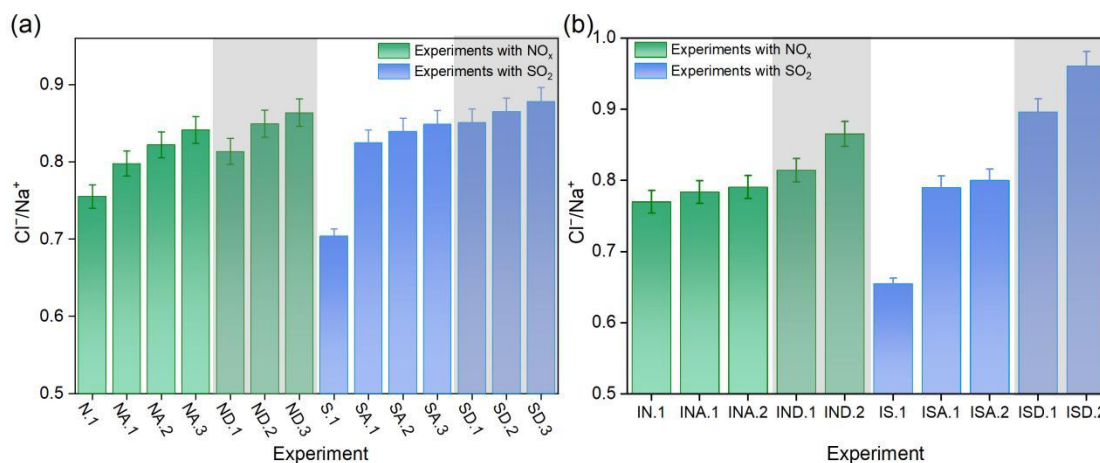 (a)
Experiments with NOₓ
Experiments with SO₂
0.9
0.8
0.7
0.6
0.5
Cl⁻/Na⁺
N.1 NA.1 NA.2 NA.3 ND.1 ND.2 ND.3 S.1 SA.1 SA.2 SA.3 SD.1 SD.2 SD.3
Experiment
(b)
Experiments with NOₓ
Experiments with SO₂
1.0
0.9
0.8
0.7
0.6
0.5
Cl⁻/Na⁺
IN.1 INA.1 INA.2 IND.1 IND.2 IS.1 ISA.1 ISA.2 ISD.1 ISD.2
Experiment